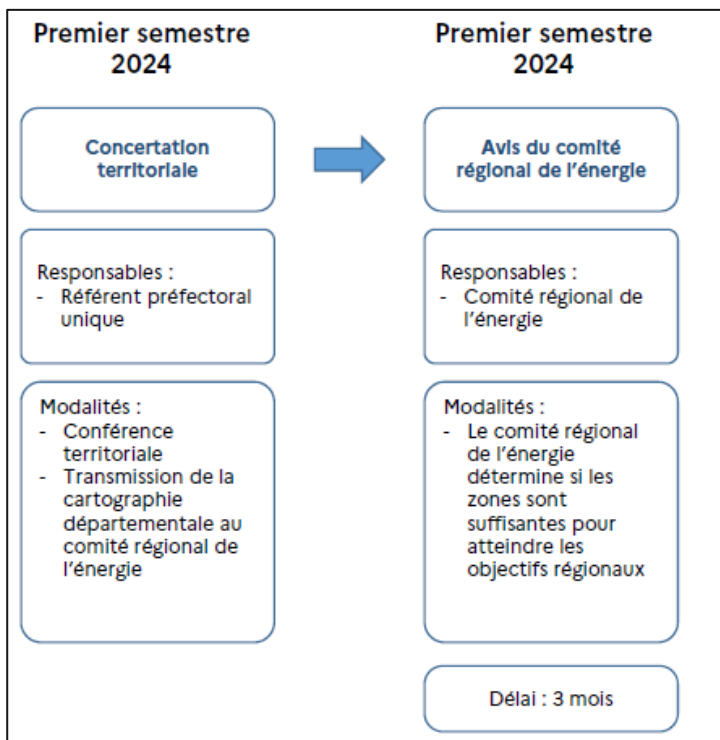 Premier semestre
2024
Concertation
territoriale
Responsables :
- Référent préfectoral
unique
Modalités :
- Conférence
territoriale
- Transmission de la
cartographie
départementale au
comité régional de
l'énergie
Premier semestre
2024
Avis du comité
régional de l'énergie
Responsables :
- Comité régional de
l'énergie
Modalités :
- Le comité régional
de l'énergie
détermine si les
zones sont
suffisantes pour
atteindre les
objectifs régionaux
Délai : 3 mois